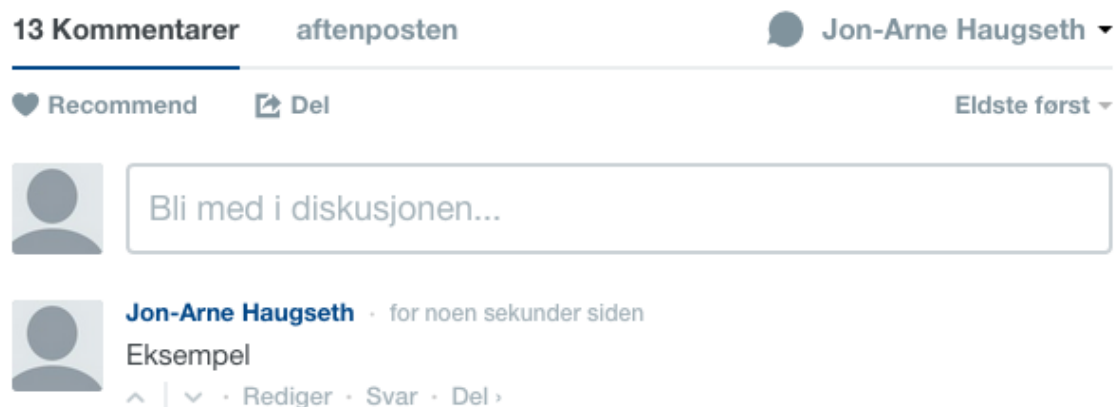 13 Kommentarer aftenposten Jon-Arne Haugseth
Recommend Del Eldste først
Bli med i diskusjonen...
Jon-Arne Haugseth · for noen sekunder siden
Eksempel
· Rediger · Svar · Del ›